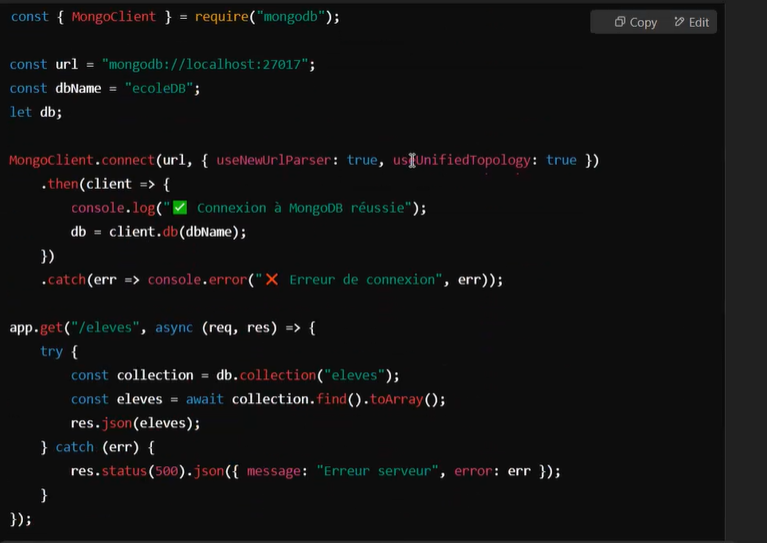 const { MongoClient } = require("mongodb");
Copy Edit
const url = "mongodb://localhost:27017";
const dbName = "ecoleDB";
let db;
MongoClient.connect(url, { useNewUrlParser: true, useUnifiedTopology: true })
.then(client => {
console.log("✅ Connexion à MongoDB réussie");
db = client.db(dbName);
})
.catch(err => console.error("❌ Erreur de connexion", err));
app.get("/eleves", async (req, res) => {
try {
const collection = db.collection("eleves");
const eleves = await collection.find().toArray();
res.json(eleves);
} catch (err) {
res.status(500).json({ message: "Erreur serveur", error: err });
}
});